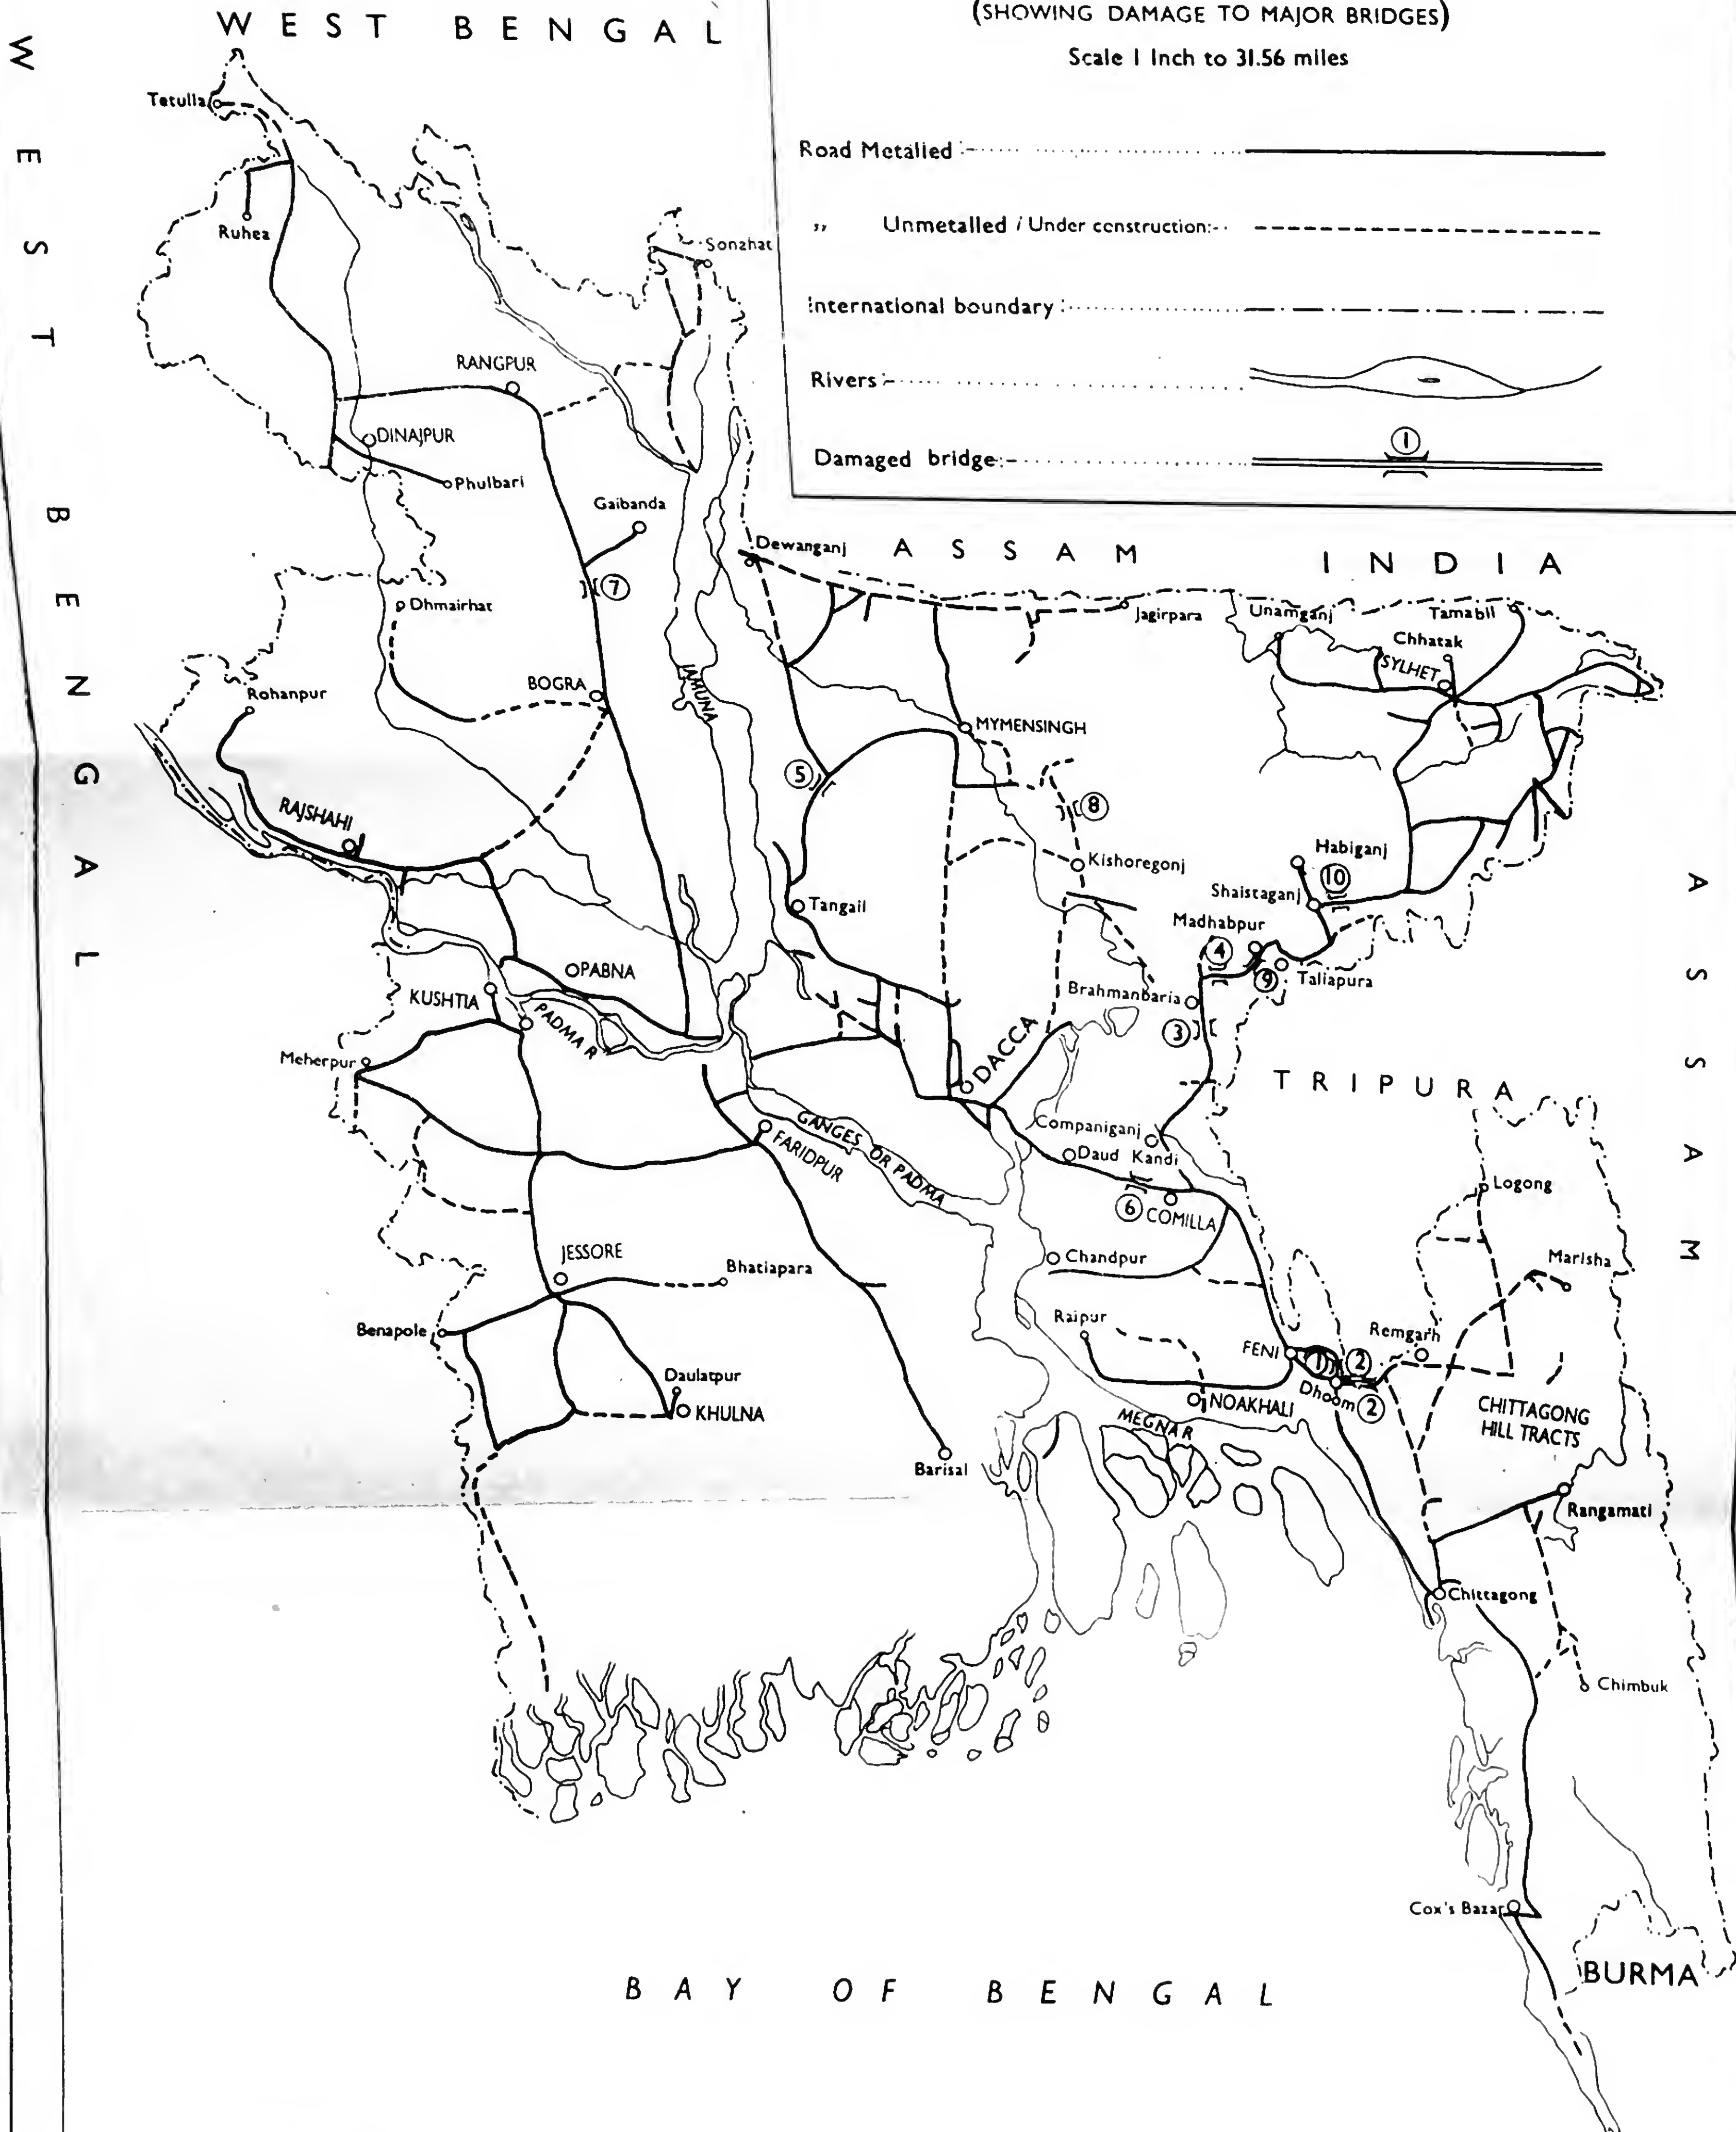 WEST BENGAL
WEST BENGAL
(SHOWING DAMAGE TO MAJOR BRIDGES)
Scale 1 Inch to 31.56 miles
Road Metalled :-
,, Unmetalled / Under construction:-
International boundary :
Rivers :-
Damaged bridge:-
1
Tetulla
Ruhea
Sonahat
RANGPUR
DINAJPUR
Phulbari
Gaibanda
Dewanganj
ASSAM
INDIA
7
Dhmairhat
Jagirpara
Unamganj
Tamabil
Chhatak
SYLHET
Rohanpur
BOGRA
JAMUNA
MYMENSINGH
5
8
RAJSHAHI
Kishoregonj
Habiganj
10
Shaistaganj
Tangail
Madhabpur
4
9
Taliapura
PABNA
KUSHTIA
PADMA R
Brahmanbaria
3
ASSAM
Meherpur
DACCA
TRIPURA
Companiganj
Daud Kandi
GANGES OR PADMA
FARIDPUR
6
COMILLA
Logong
JESSORE
Bhatiapara
Chandpur
Marisha
Benapole
Raipur
Remgarh
FENI
1
2
Dhoom
2
Daulatpur
KHULNA
NOAKHALI
MEGNA R
CHITTAGONG
HILL TRACTS
Barisal
Rangamati
Chittagong
Chimbuk
Cox's Bazar
BURMA
BAY OF BENGAL